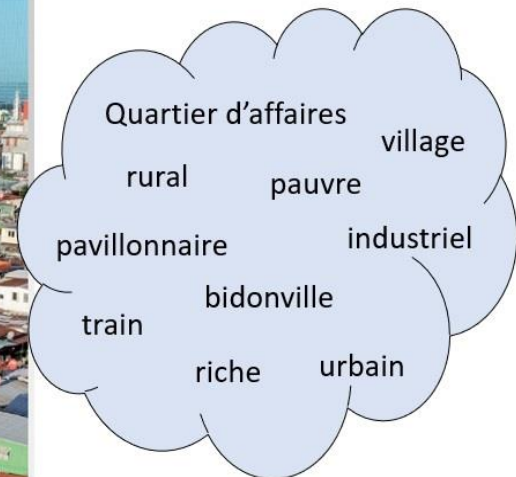 Quartier d'affaires
village
rural
pauvre
pavillonnaire
industriel
bidonville
train
riche
urbain